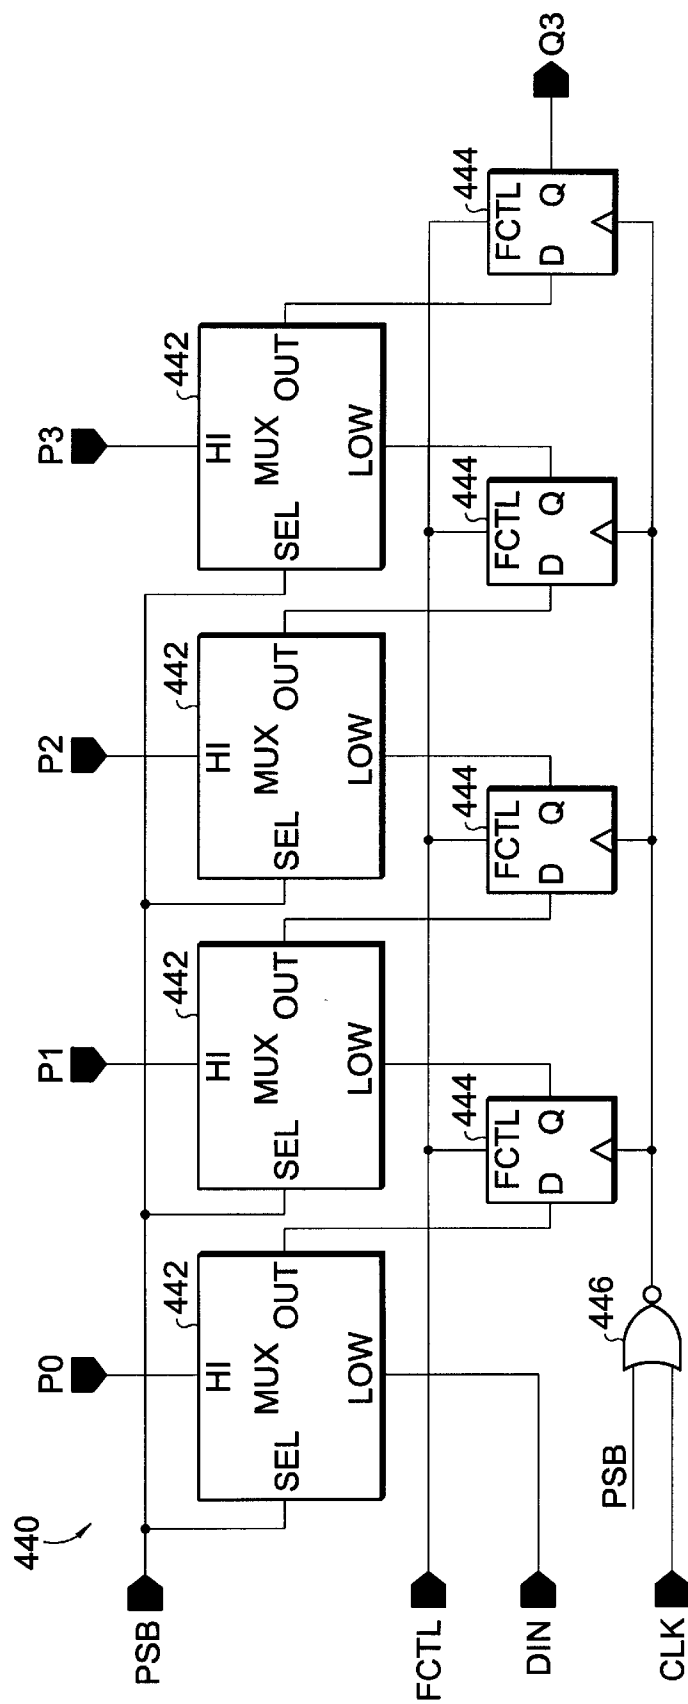 440
P0
P1
P2
P3
PSB
442
442
442
442
HI
MUX
SEL
OUT
LOW
HI
MUX
SEL
OUT
LOW
HI
MUX
SEL
OUT
LOW
HI
MUX
SEL
OUT
LOW
FCTL
444
444
444
444
FCTL
D
Q
FCTL
D
Q
FCTL
D
Q
FCTL
D
Q
Q3
DIN
PSB
446
CLK